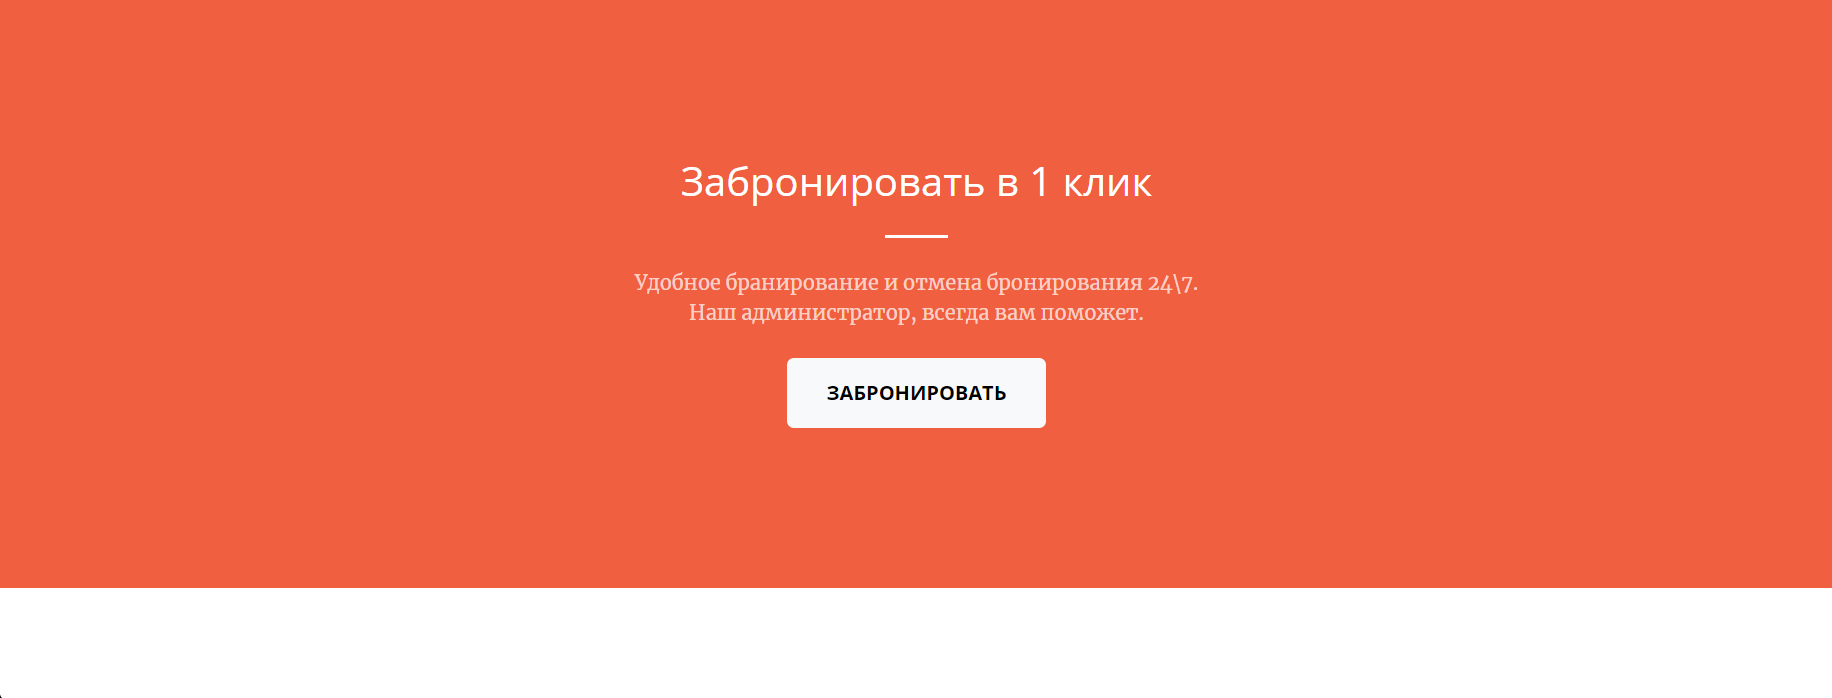 Забронировать в 1 клик
Удобное бранирование и отмена бронирования 24\7.
Наш администратор, всегда вам поможет.
ЗАБРОНИРОВАТЬ